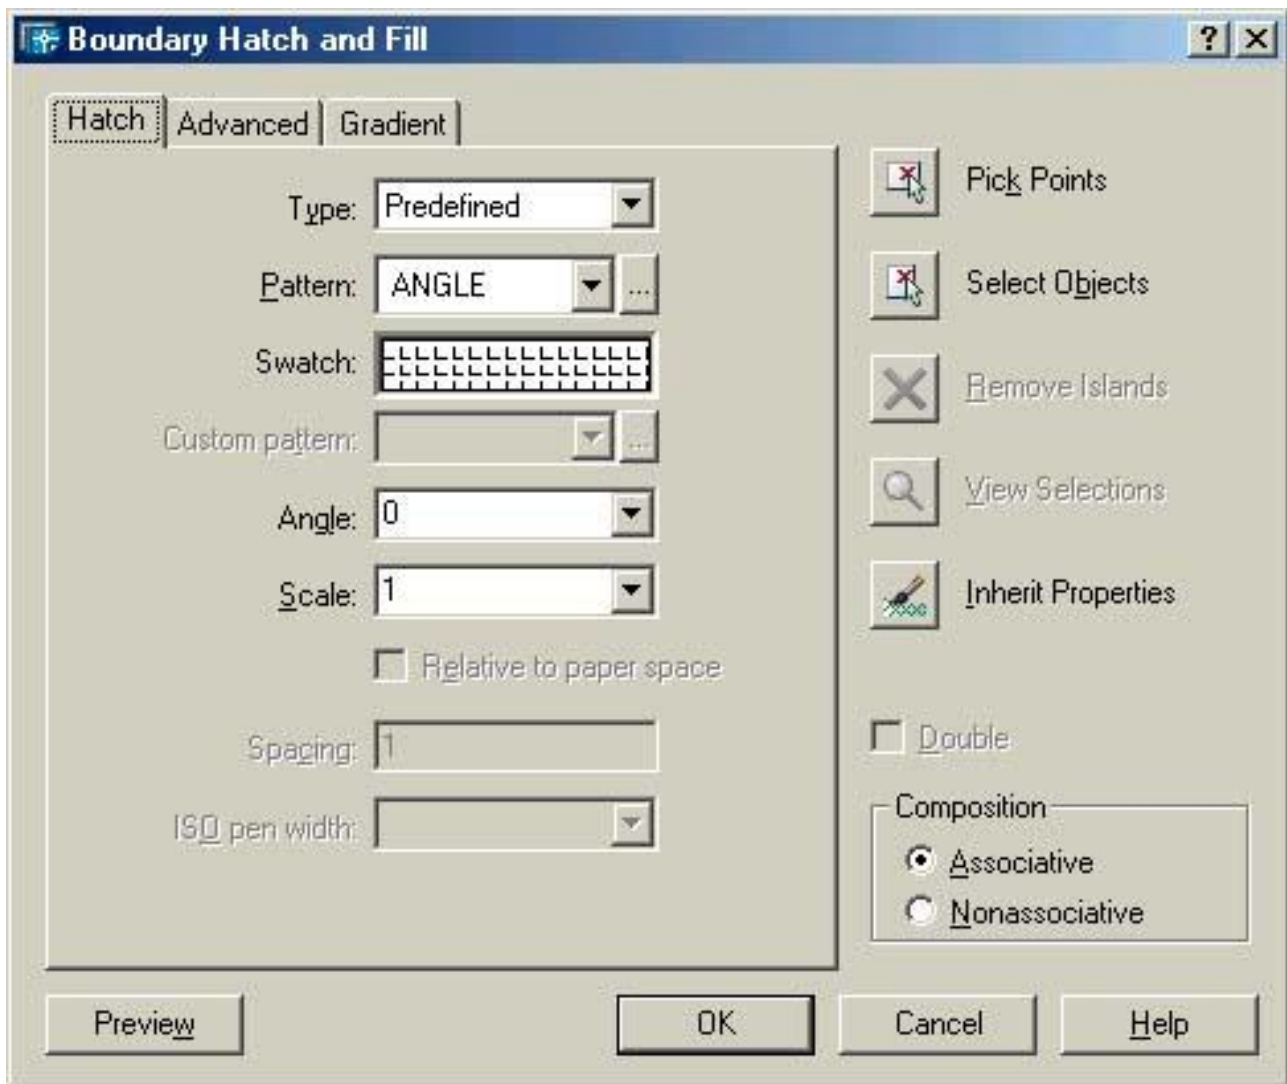 Boundary Hatch and Fill
Hatch Advanced Gradient
Type: Predefined
Pattern: ANGLE ...
Swatch:
Custom pattern: ...
Angle: 0
Scale: 1
Relative to paper space
Spacing: 1
ISO pen width:
Pick Points
Select Objects
Remove Islands
View Selections
Inherit Properties
Double
Composition
Associative
Nonassociative
Preview OK Cancel Help